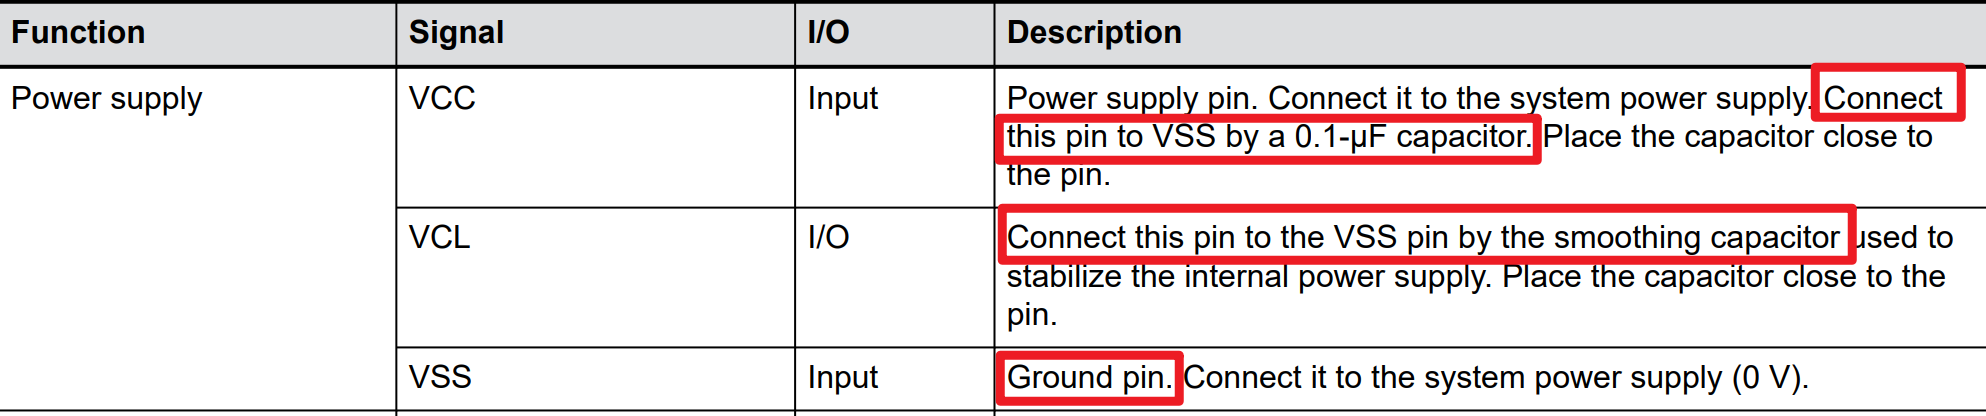 Function Signal I/O Description
Power supply VCC Input Power supply pin. Connect it to the system power supply. Connect
this pin to VSS by a 0.1-µF capacitor. Place the capacitor close to
the pin.
VCL I/O Connect this pin to the VSS pin by the smoothing capacitor used to
stabilize the internal power supply. Place the capacitor close to the
pin.
VSS Input Ground pin. Connect it to the system power supply (0 V).